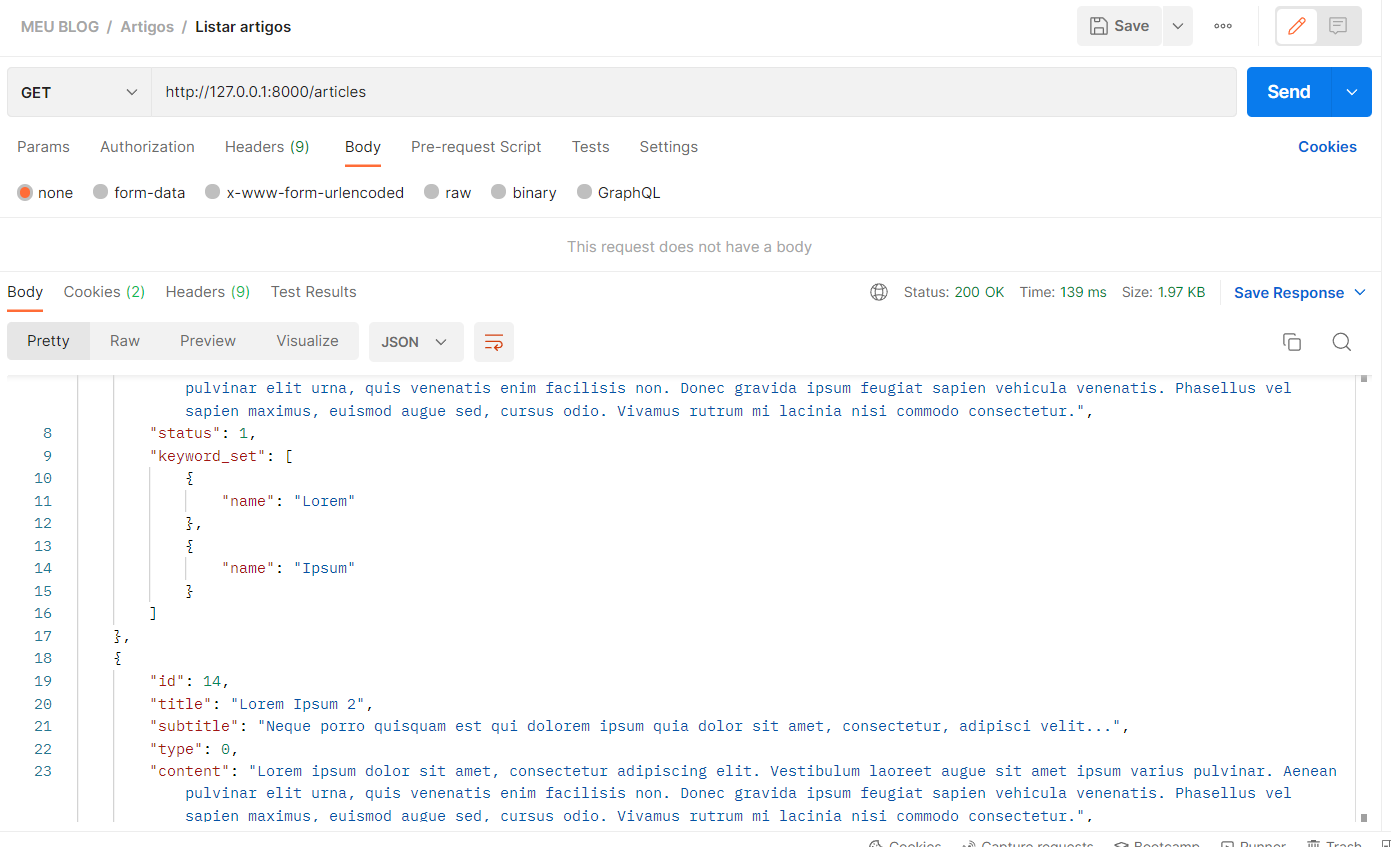 MEU BLOG / Artigos / Listar artigos
Save
GET
http://127.0.0.1:8000/articles
Send
Params Authorization Headers (9) Body Pre-request Script Tests Settings Cookies
none form-data x-www-form-urlencoded raw binary GraphQL
This request does not have a body
Body Cookies (2) Headers (9) Test Results Status: 200 OK Time: 139 ms Size: 1.97 KB Save Response
Pretty Raw Preview Visualize JSON
pulvinar elit urna, quis venenatis enim facilisis non. Donec gravida ipsum feugiat sapien vehicula venenatis. Phasellus vel
sapien maximus, euismod augue sed, cursus odio. Vivamus rutrum mi lacinia nisi commodo consectetur.",
8 "status": 1,
9 "keyword_set": [
10 {
11 "name": "Lorem"
12 },
13 {
14 "name": "Ipsum"
15 }
16 ]
17 },
18 {
19 "id": 14,
20 "title": "Lorem Ipsum 2",
21 "subtitle": "Neque porro quisquam est qui dolorem ipsum quia dolor sit amet, consectetur, adipisci velit...",
22 "type": 0,
23 "content": "Lorem ipsum dolor sit amet, consectetur adipiscing elit. Vestibulum laoreet augue sit amet ipsum varius pulvinar. Aenean
pulvinar elit urna, quis venenatis enim facilisis non. Donec gravida ipsum feugiat sapien vehicula venenatis. Phasellus vel
sapien maximus, euismod augue sed, cursus odio. Vivamus rutrum mi lacinia nisi commodo consectetur.",
Cookies Capture requests Bootcamp Runner Trash